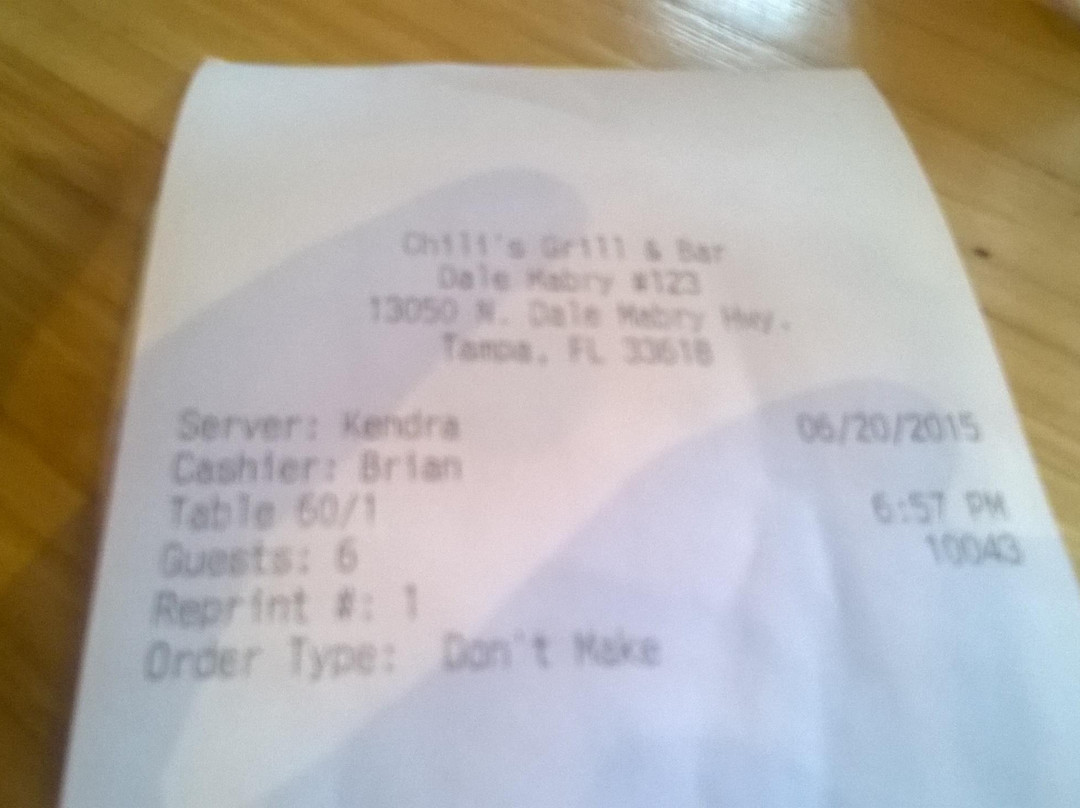 Chili's Grill & Bar
Dale Mabry #123
13050 N. Dale Mabry Hwy.
Tampa, FL 33618
Server: Kendra 06/20/2015
Cashier: Brian
Table 60/1 6:57 PM
Guests: 6 10043
Reprint #: 1
Order Type: Don't Make